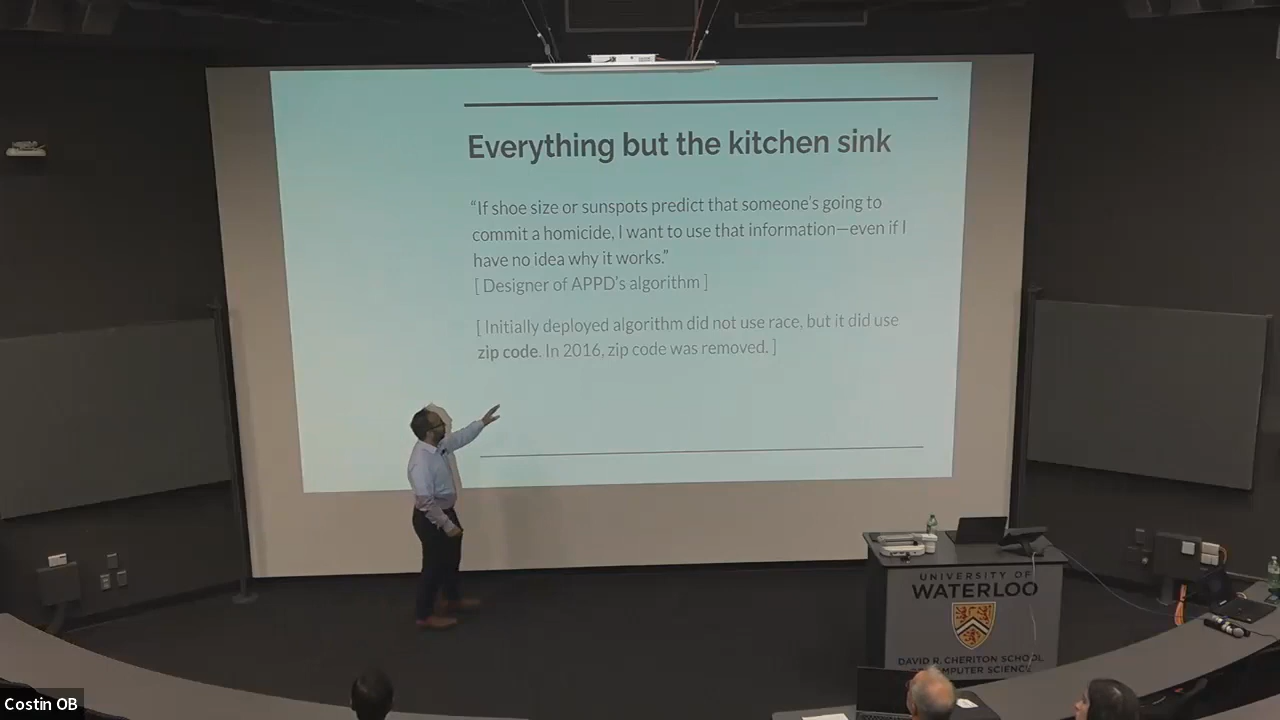 Everything but the kitchen sink
“If shoe size or sunspots predict that someone's going to
commit a homicide, I want to use that information—even if I
have no idea why it works.”
[ Designer of APPD's algorithm ]
[ Initially deployed algorithm did not use race, but it did use
zip code. In 2016, zip code was removed. ]
UNIVERSITY OF
WATERLOO
DAVID R. CHERITON SCHOOL
COMPUTER SCIENCE
Costin OB